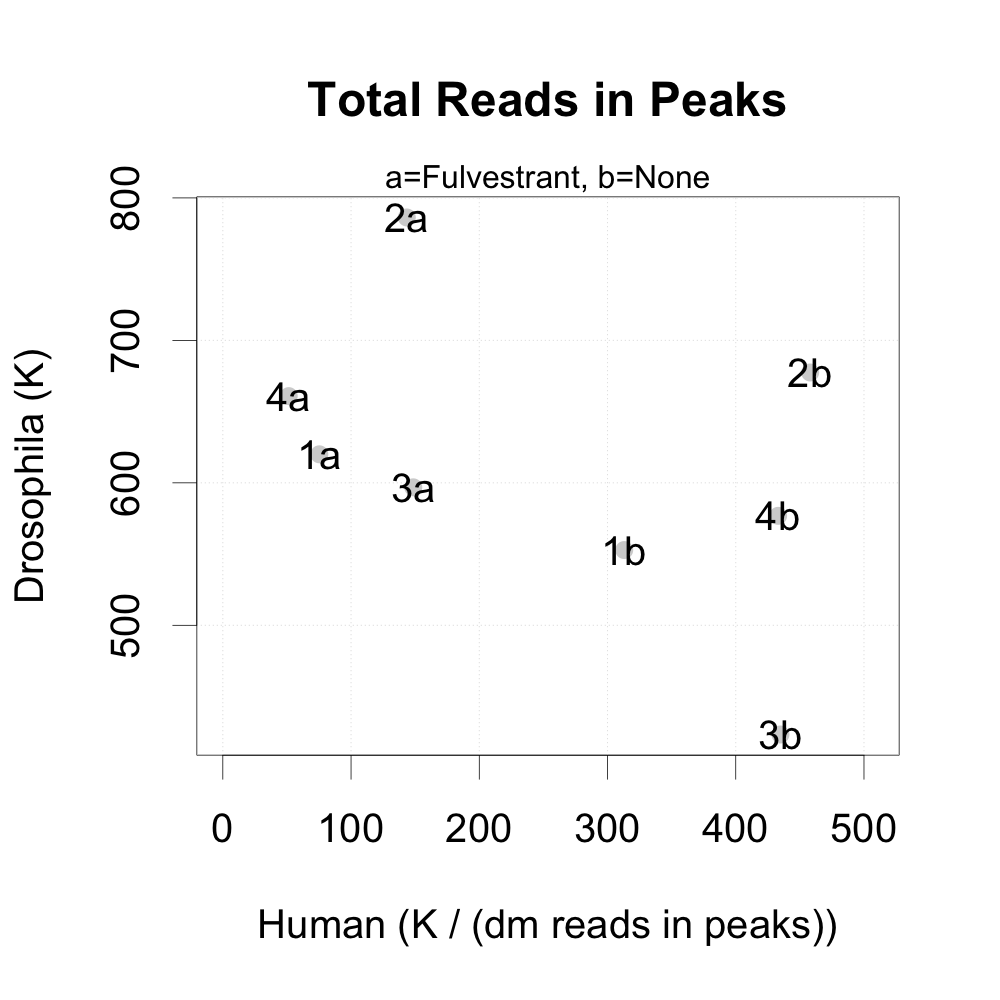 Total Reads in Peaks
a=Fulvestrant, b=None
Drosophila (K)
800
700
600
500
2a
2b
4a
1a
3a
4b
1b
3b
0 100 200 300 400 500
Human (K / (dm reads in peaks))